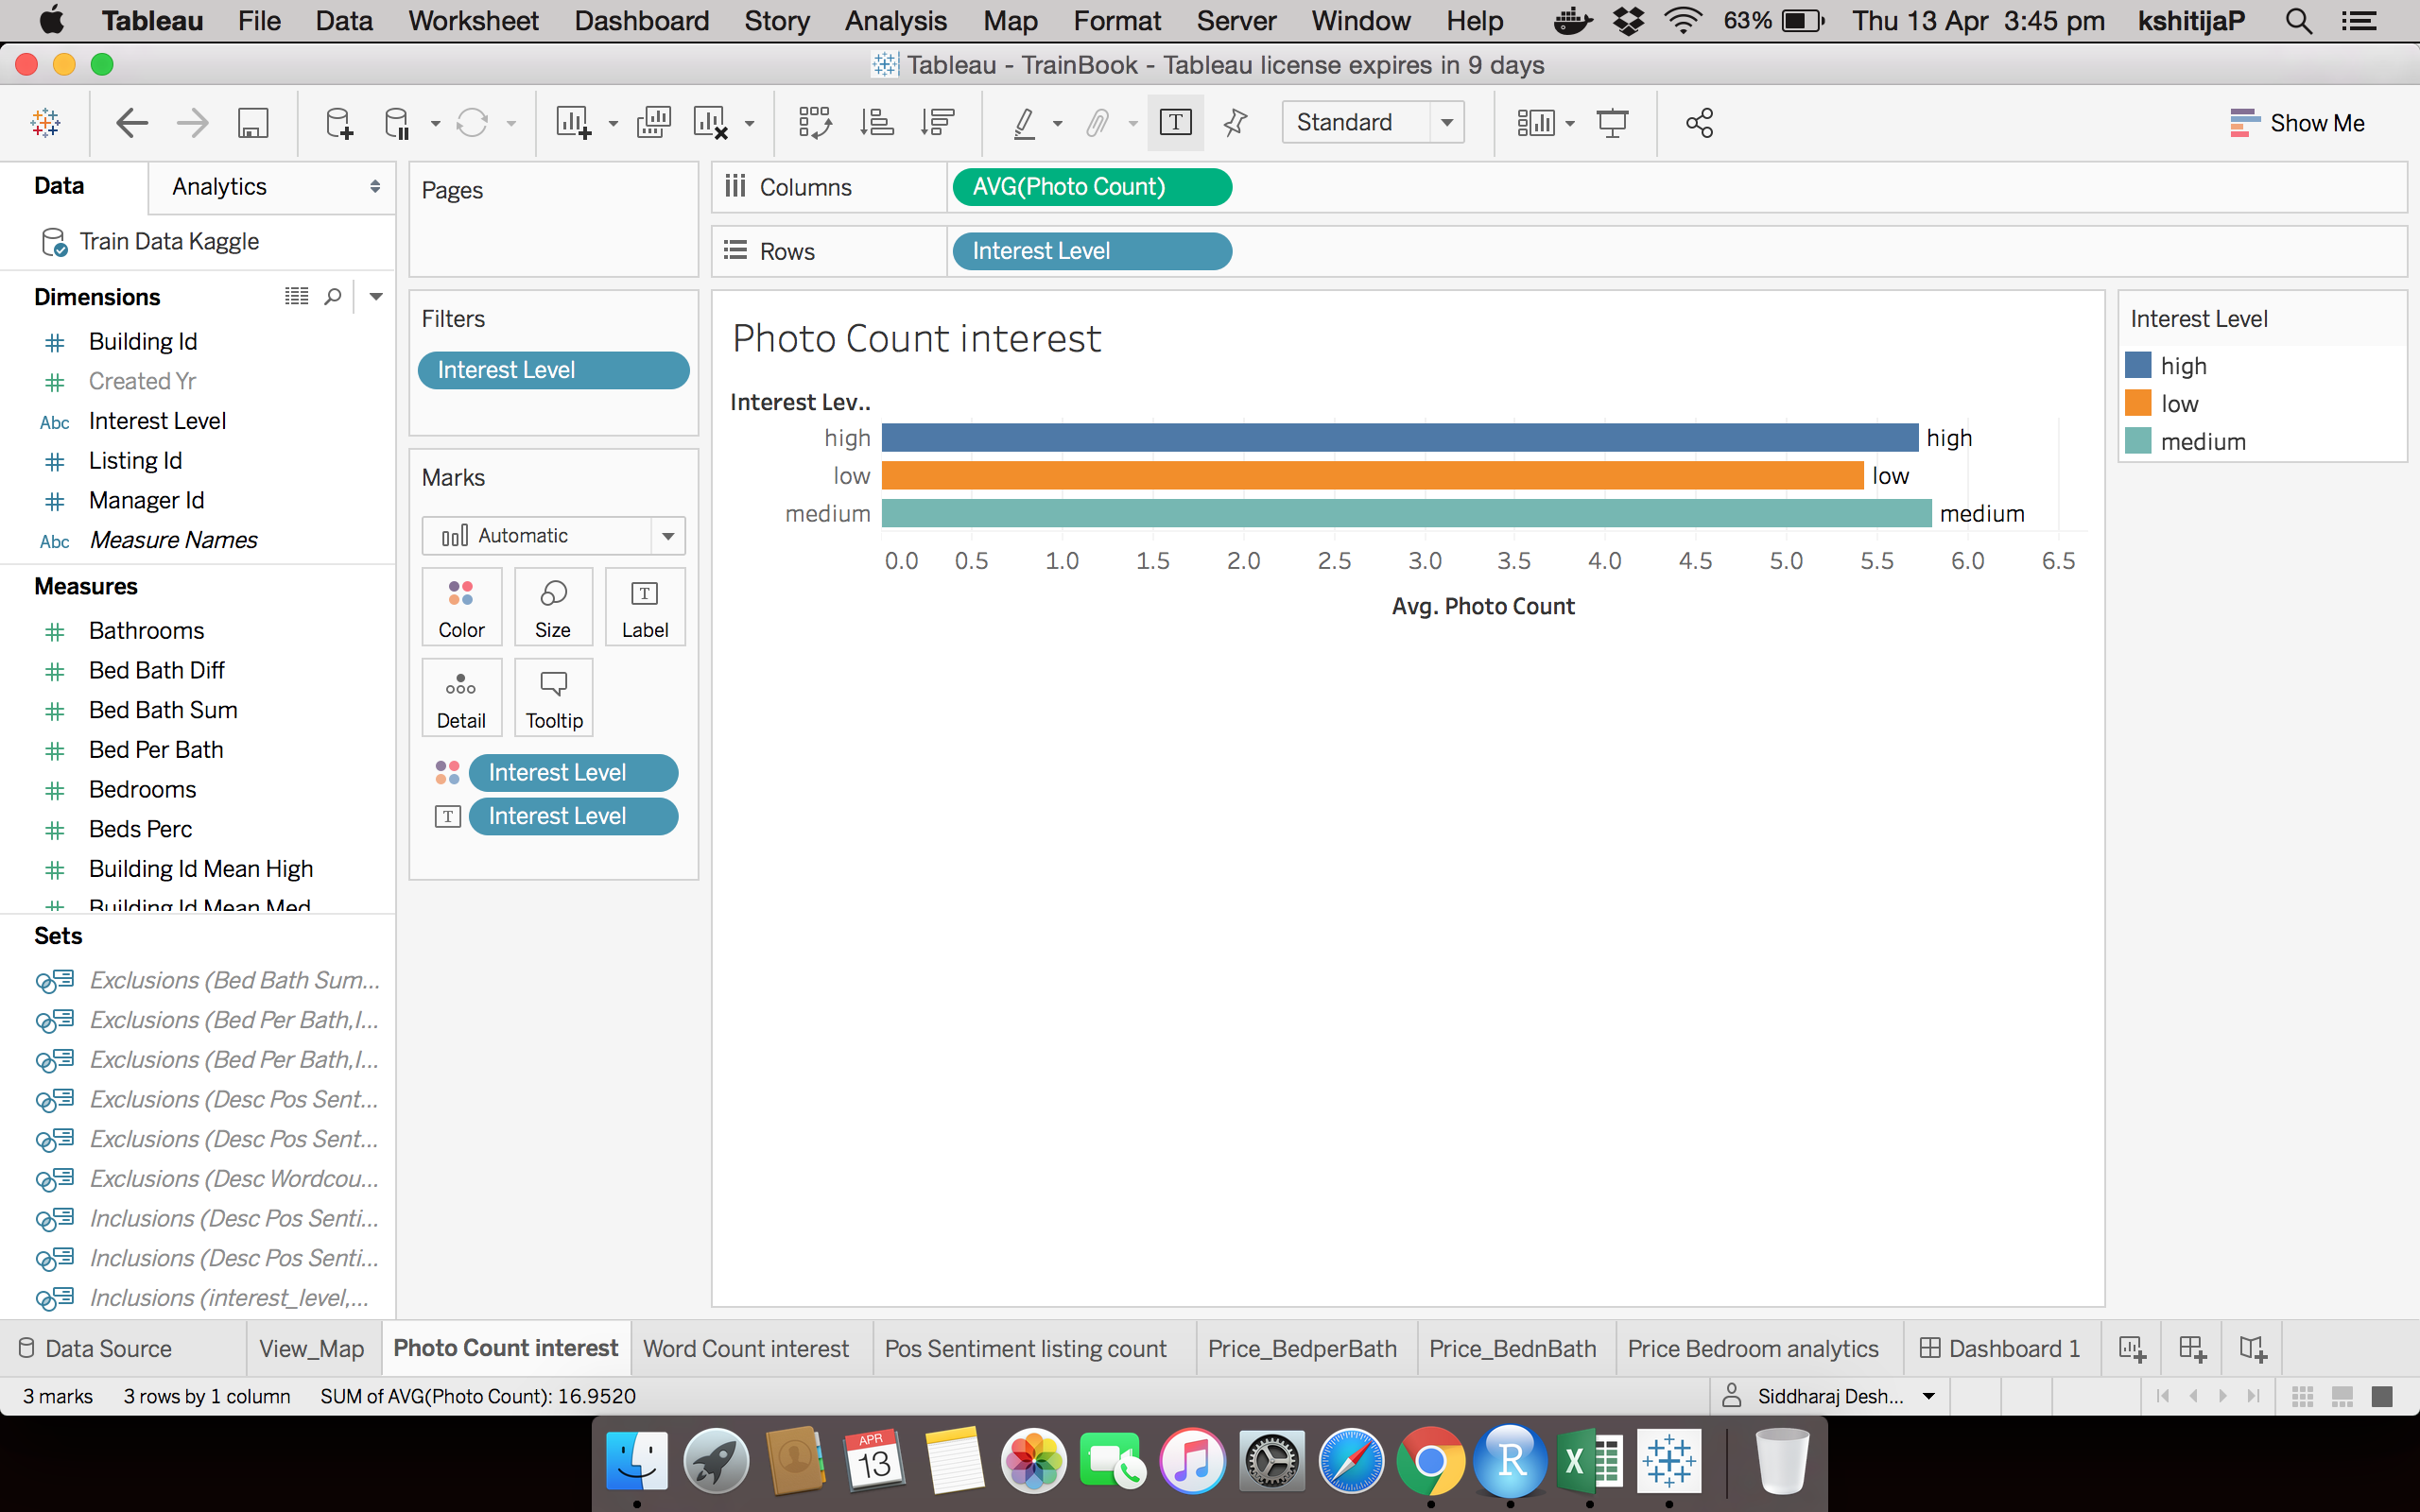 Tableau File Data Worksheet Dashboard Story Analysis Map Format Server Window Help 63% Thu 13 Apr 3:45 pm kshitijaP
Tableau - TrainBook - Tableau license expires in 9 days
T Standard Show Me
Data Analytics
Train Data Kaggle
Dimensions
Building Id
Created Yr
Abc Interest Level
Listing Id
Manager Id
Abc Measure Names
Measures
Bathrooms
Bed Bath Diff
Bed Bath Sum
Bed Per Bath
Bedrooms
Beds Perc
Building Id Mean High
Building Id Mean Med
Sets
Exclusions (Bed Bath Sum...
Exclusions (Bed Per Bath,I...
Exclusions (Bed Per Bath,I...
Exclusions (Desc Pos Sent...
Exclusions (Desc Pos Sent...
Exclusions (Desc Wordcou...
Inclusions (Desc Pos Senti...
Inclusions (Desc Pos Senti...
Inclusions (interest_level,...
Pages
Filters
Interest Level
Marks
Automatic
Color Size T Label
Detail Tooltip
Interest Level
T Interest Level
Columns AVG(Photo Count)
Rows Interest Level
Photo Count interest
Interest Lev..
high high
low low
medium medium
0.0 0.5 1.0 1.5 2.0 2.5 3.0 3.5 4.0 4.5 5.0 5.5 6.0 6.5
Avg. Photo Count
Interest Level
high
low
medium
Data Source View_Map Photo Count interest Word Count interest Pos Sentiment listing count Price_BedperBath Price_BednBath Price Bedroom analytics Dashboard 1
3 marks 3 rows by 1 column SUM of AVG(Photo Count): 16.9520 Siddharaj Desh...
APR
13
R
X